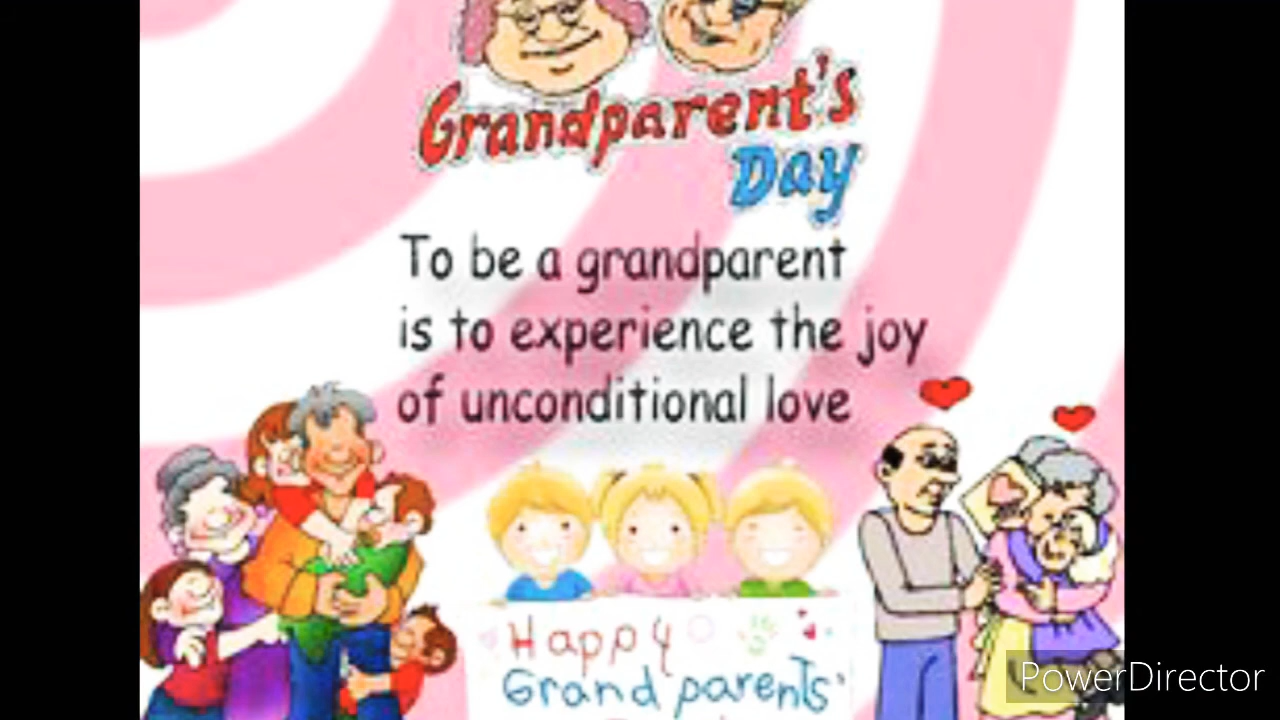 Grandparent's
Day
To be a grandparent
is to experience the joy
of unconditional love
Happy
Grand parents'
PowerDirector